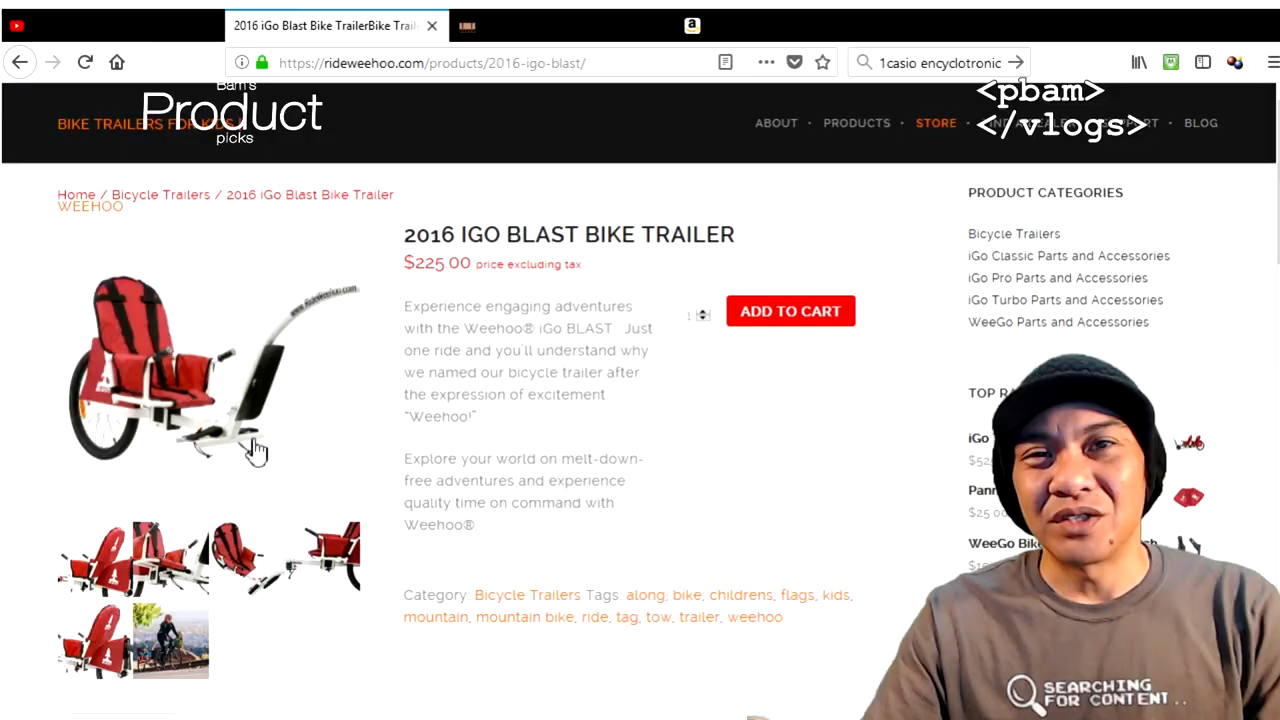 2016 iGo Blast Bike TrailerBike Trail
https://rideweehoo.com/products/2016-igo-blast/
1casio encyclotronic
Bam's
Product
picks
<pbam>
</vlogs>
BIKE TRAILERS FOR KIDS
WEEHOO
ABOUT • PRODUCTS • STORE • BLOG
Home / Bicycle Trailers / 2016 iGo Blast Bike Trailer
2016 IGO BLAST BIKE TRAILER
$225.00 price excluding tax
Experience engaging adventures
with the Weehoo® iGo BLAST Just
one ride and you'll understand why
we named our bicycle trailer after
the expression of excitement
"Weehoo!"
Explore your world on melt-down-
free adventures and experience
quality time on command with
Weehoo®
1
ADD TO CART
Category: Bicycle Trailers Tags: along, bike, childrens, flags, kids,
mountain, mountain bike, ride, tag, tow, trailer, weehoo
www.RideWeehoo.com
PRODUCT CATEGORIES
Bicycle Trailers
iGo Classic Parts and Accessories
iGo Pro Parts and Accessories
iGo Turbo Parts and Accessories
WeeGo Parts and Accessories
TOP
iGo
$25.00
WeeGo
SEARCHING
FOR CONTENT..